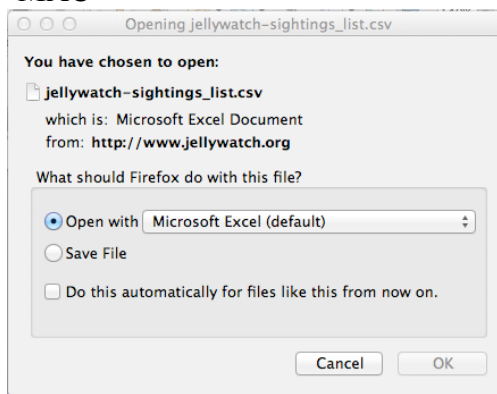 Opening jellywatch-sightings_list.csv
You have chosen to open:
jellywatch-sightings_list.csv
which is: Microsoft Excel Document
from: http://www.jellywatch.org
What should Firefox do with this file?
Open with Microsoft Excel (default)
Save File
Do this automatically for files like this from now on.
Cancel OK